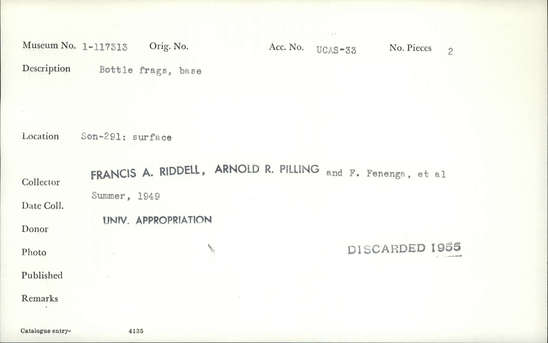 Museum No. 1-117313 Orig. No. Acc. No. UCAS-33 No. Pieces 2
Description Bottle frags, base
Location Son-291: surface
Collector FRANCIS A. RIDDELL, ARNOLD R. PILLING and F. Fenenga, et al
Date Coll. Summer, 1949
Donor UNIV. APPROPRIATION
Photo DISCARDED 1955
Published
Remarks
Catalogue entry- 4135